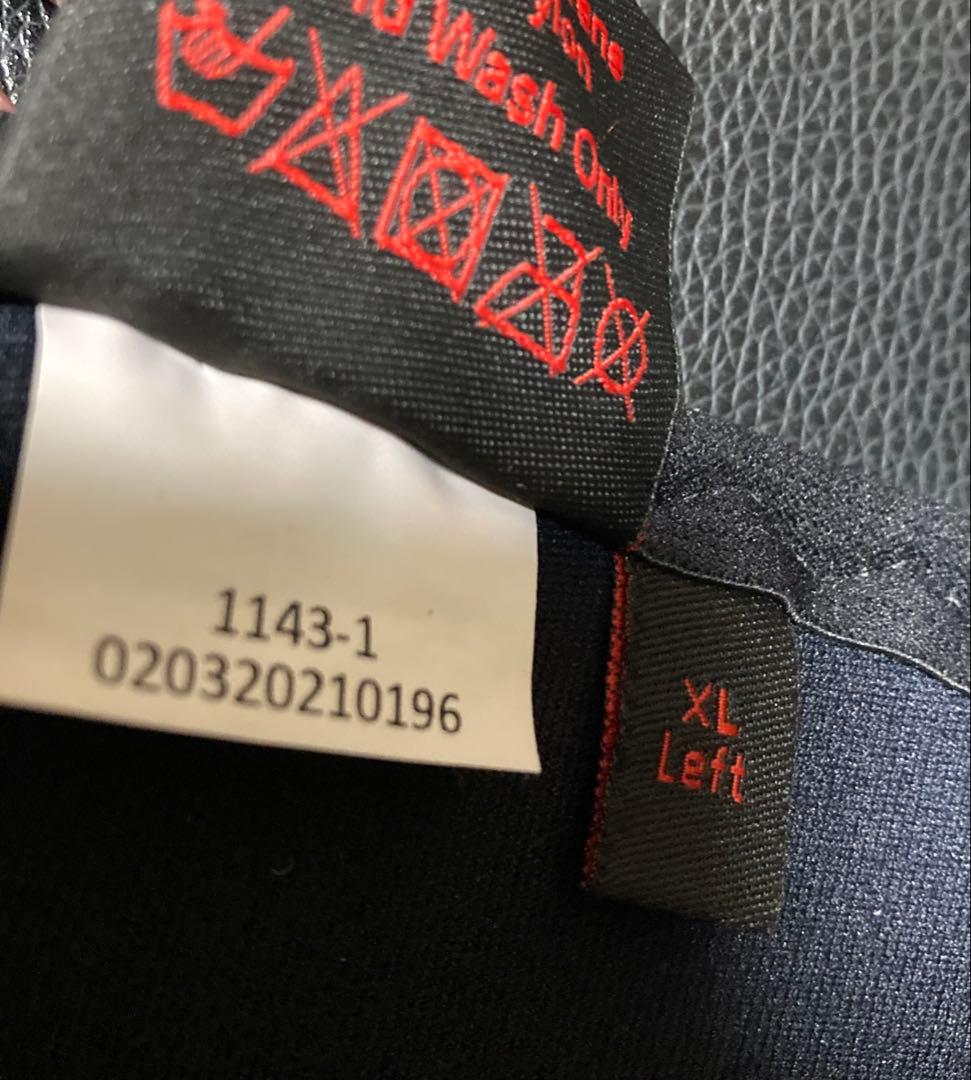 Wash Only
1143-1
020320210196
XL
Left